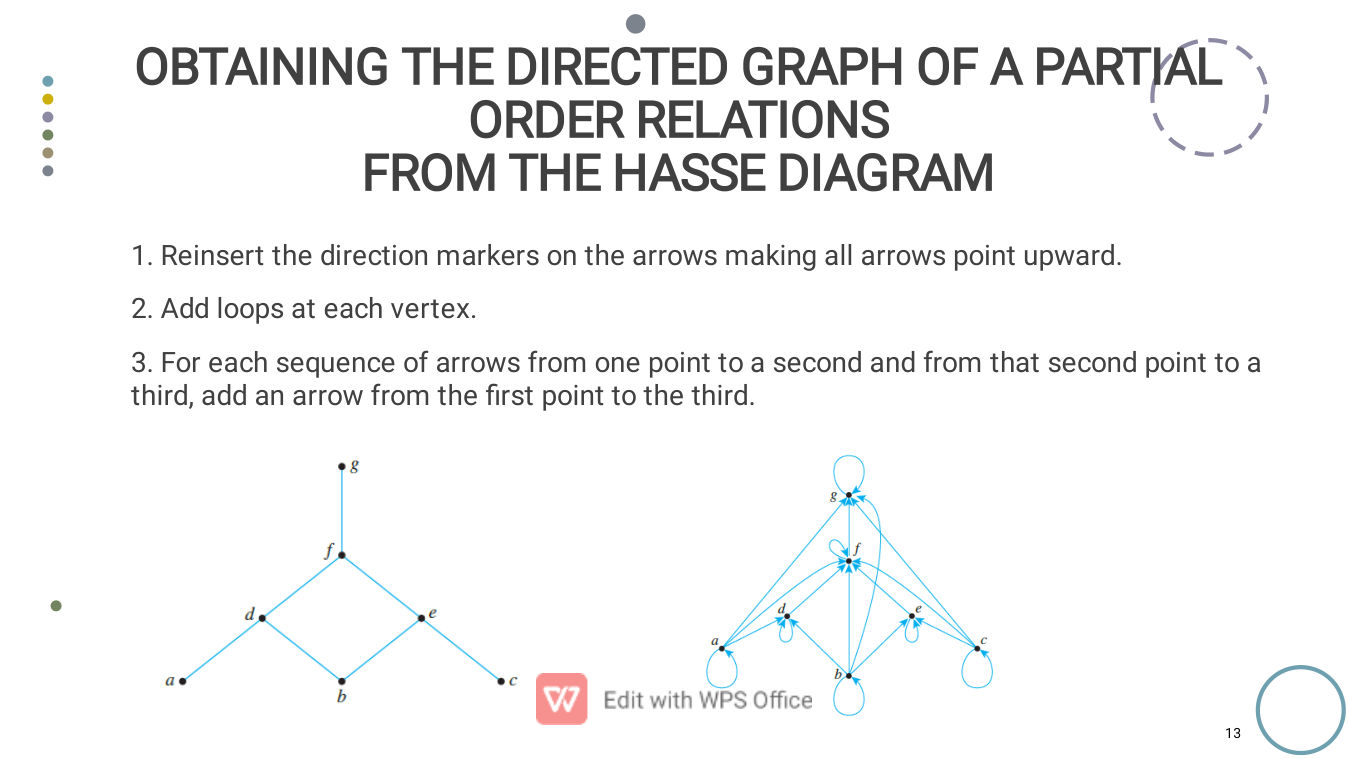 OBTAINING THE DIRECTED GRAPH OF A PARTIAL
ORDER RELATIONS
FROM THE HASSE DIAGRAM
1. Reinsert the direction markers on the arrows making all arrows point upward.
2. Add loops at each vertex.
3. For each sequence of arrows from one point to a second and from that second point to a
third, add an arrow from the first point to the third.
g
f
d
e
a
c
b
g
f
d
e
a
c
b
Edit with WPS Office
13